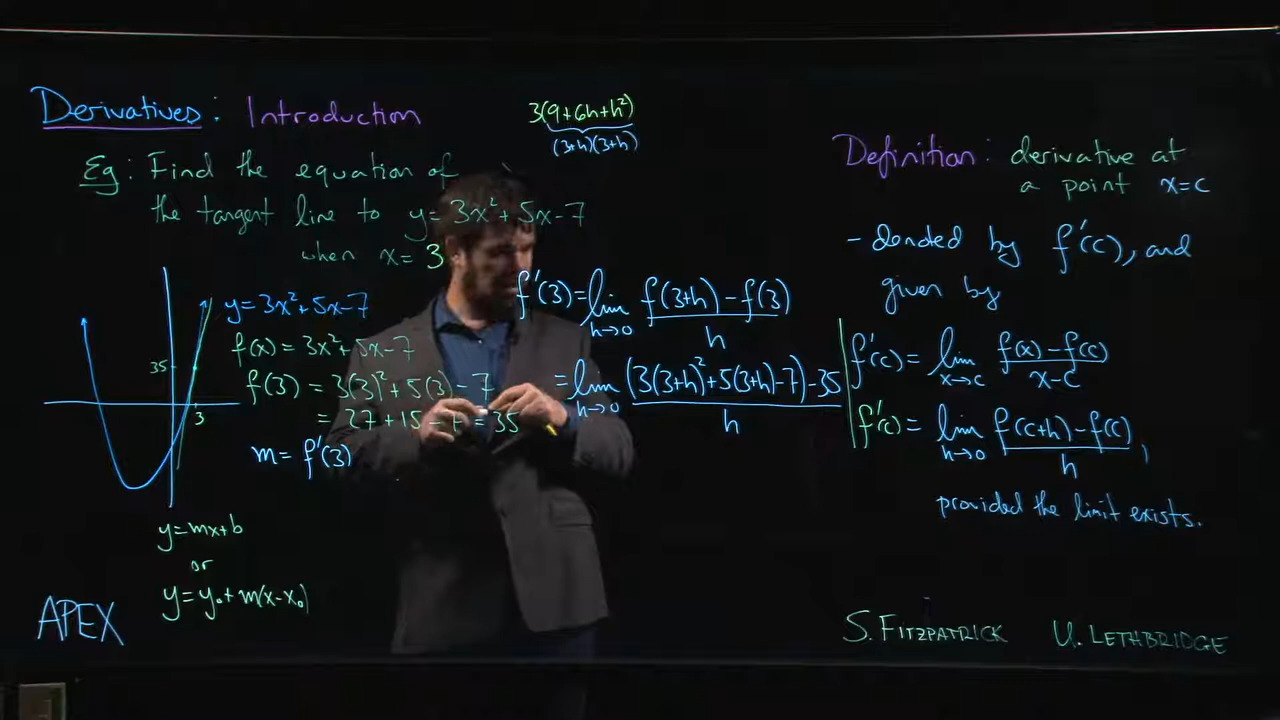 Derivatives: Introduction
3(9+6h+h²)
(3+h)(3+h)
Eg: Find the equation of
the tangent line to y=3x²+5x-7
when x=3
y=3x²+5x-7
f(x)=3x²+5x-7
35
f(3)=3(3)²+5(3)-7
=27+15-7=35
3
m=f'(3)
y=mx+b
or
y=y₀+m(x-x₀)
APEX
f'(3)=lim h→0 f(3+h)-f(3)
h
=lim h→0 (3(3+h)²+5(3+h)-7)-35
h
Definition: derivative at
a point x=c
- denoted by f'(c), and
given by
f'(c)=lim x→c f(x)-f(c)
x-c
f'(c)=lim h→0 f(c+h)-f(c),
h
provided the limit exists.
S. FITZPATRICK U. LETHBRIDGE